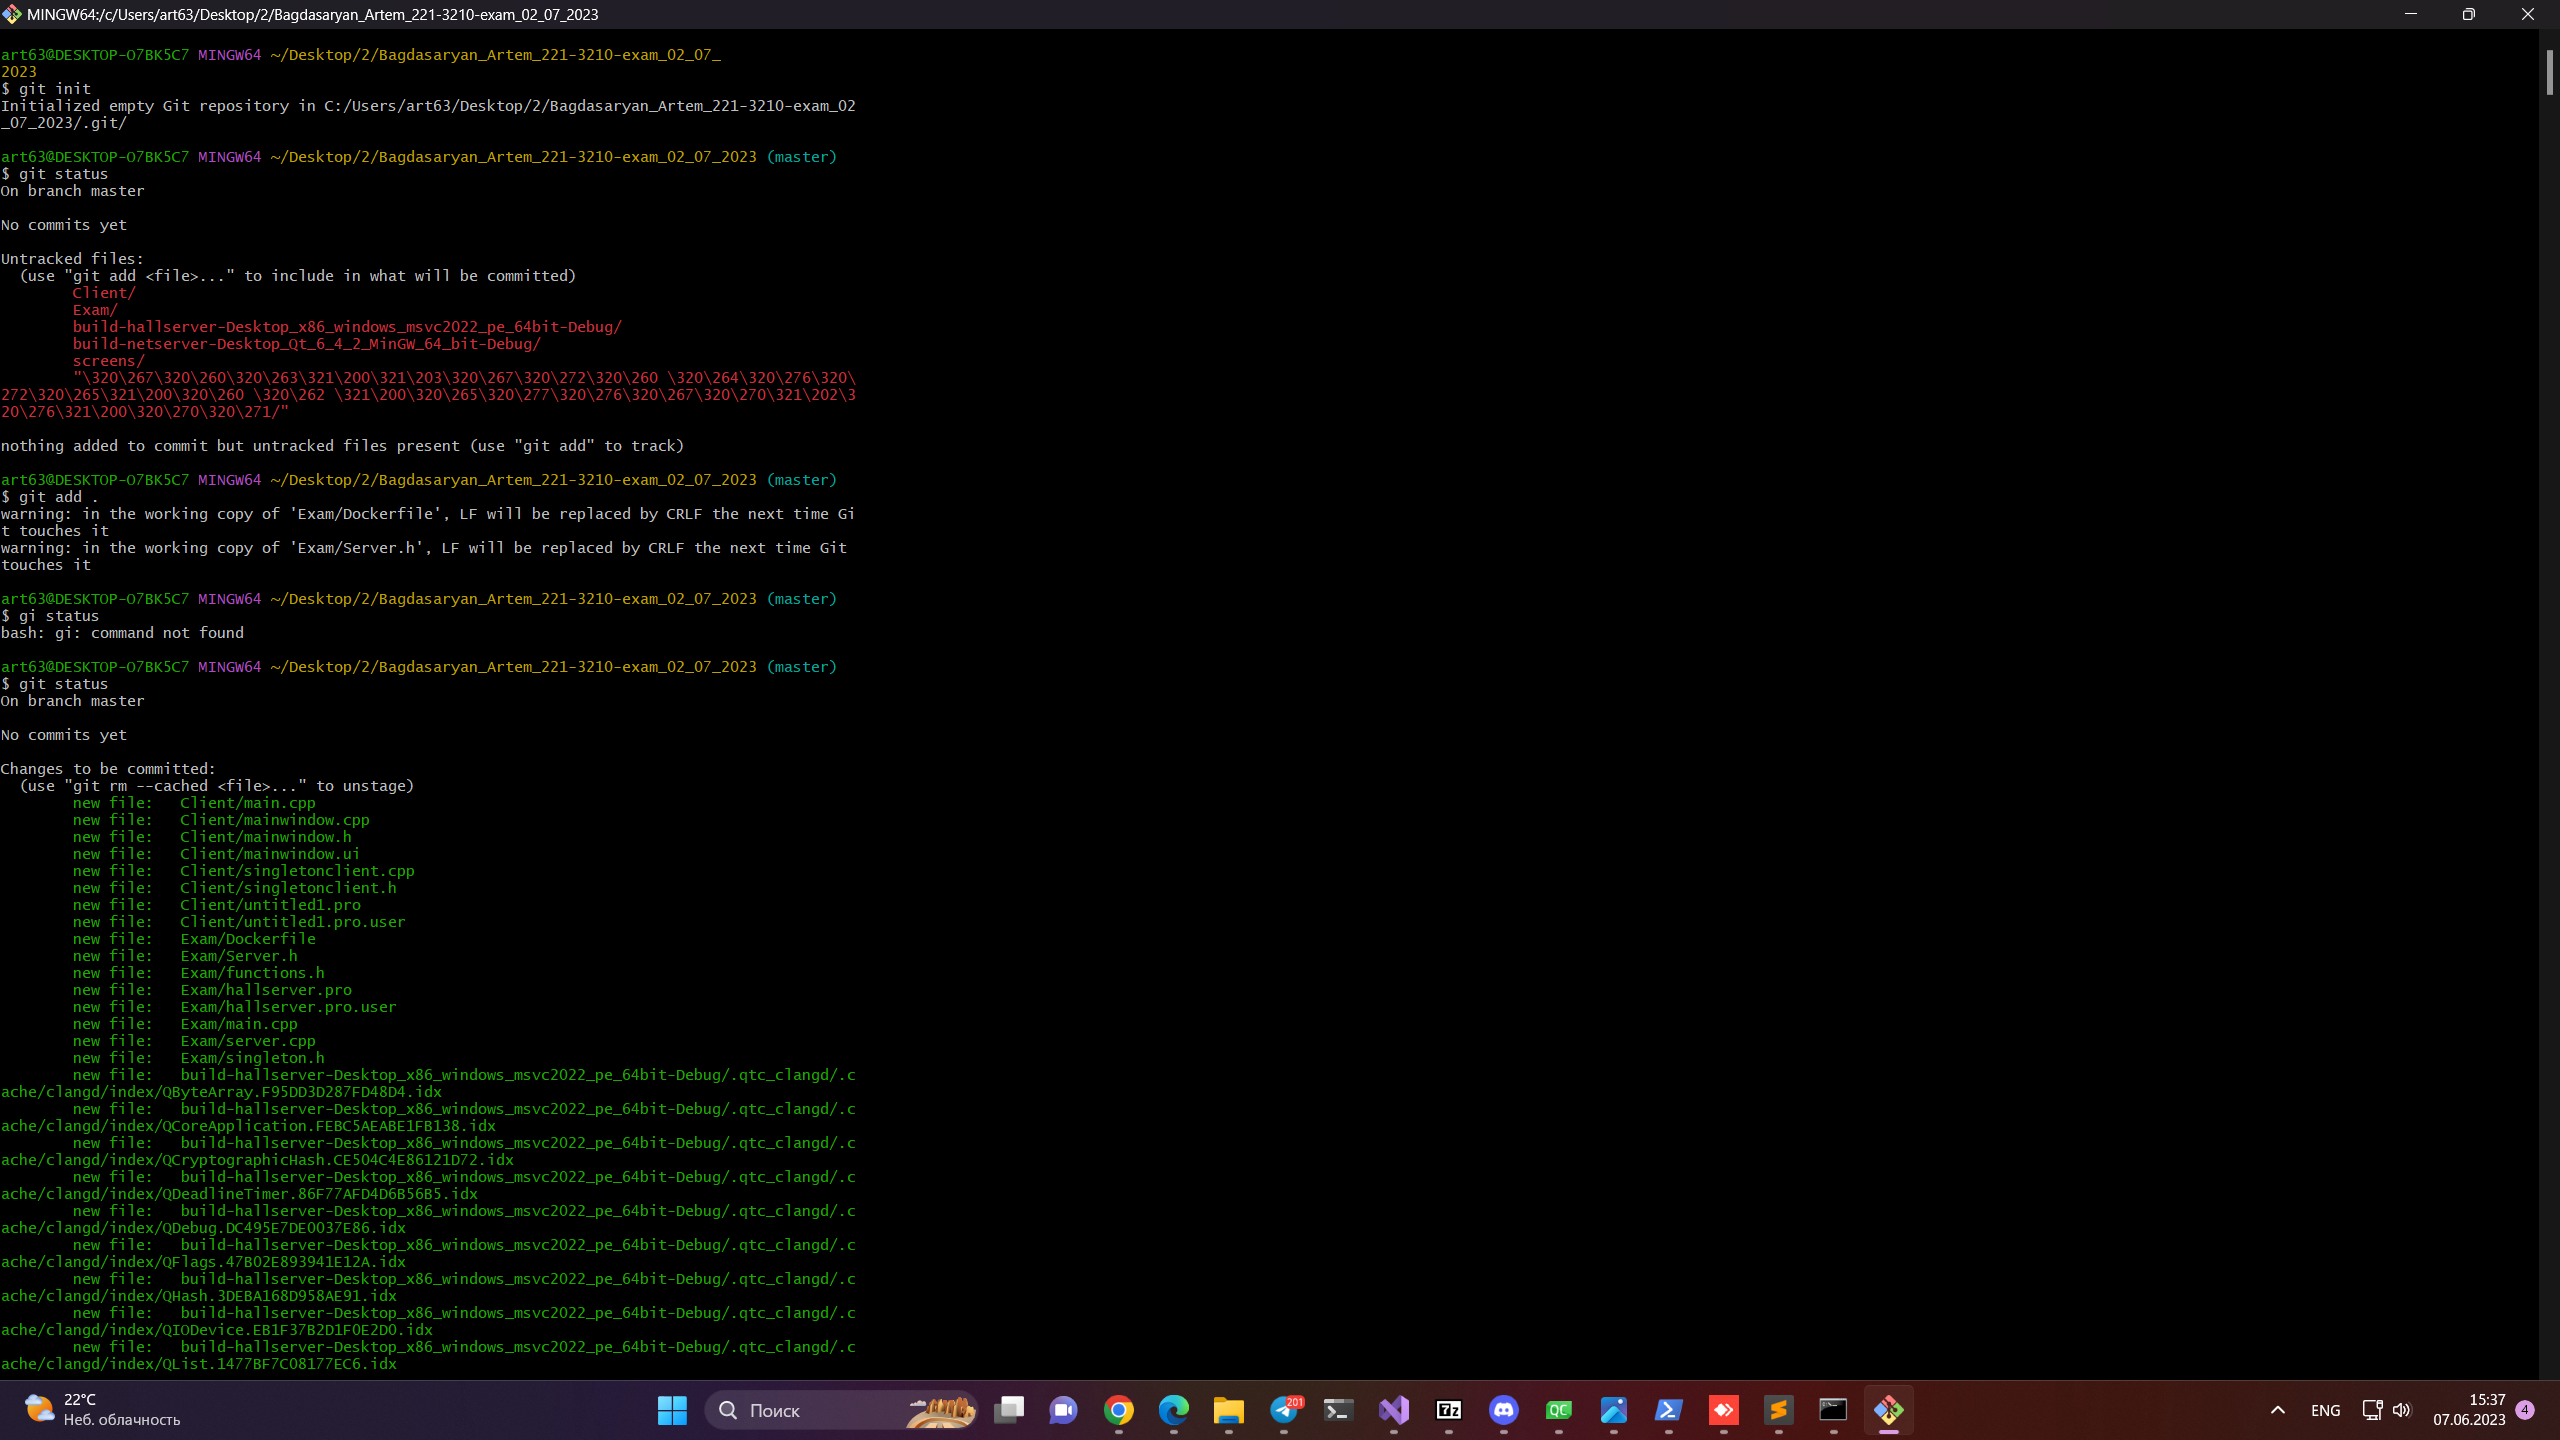 MINGW64:/c/Users/art63/Desktop/2/Bagdasaryan_Artem_221-3210-exam_02_07_2023
art63@DESKTOP-O7BK5C7 MINGW64 ~/Desktop/2/Bagdasaryan_Artem_221-3210-exam_02_07_
2023
$ git init
Initialized empty Git repository in C:/Users/art63/Desktop/2/Bagdasaryan_Artem_221-3210-exam_02
_07_2023/.git/
art63@DESKTOP-O7BK5C7 MINGW64 ~/Desktop/2/Bagdasaryan_Artem_221-3210-exam_02_07_2023 (master)
$ git status
On branch master
No commits yet
Untracked files:
(use "git add <file>..." to include in what will be committed)
Client/
Exam/
build-hallserver-Desktop_x86_windows_msvc2022_pe_64bit-Debug/
build-netserver-Desktop_Qt_6_4_2_MinGW_64_bit-Debug/
screens/
"\320\267\320\260\320\263\321\200\321\203\320\267\320\272\320\260 \320\264\320\276\320\
272\320\265\321\200\320\260 \320\262 \321\200\320\265\320\277\320\276\320\267\320\270\321\202\3
20\276\321\200\320\270\320\271/"
nothing added to commit but untracked files present (use "git add" to track)
art63@DESKTOP-O7BK5C7 MINGW64 ~/Desktop/2/Bagdasaryan_Artem_221-3210-exam_02_07_2023 (master)
$ git add .
warning: in the working copy of 'Exam/Dockerfile', LF will be replaced by CRLF the next time Gi
t touches it
warning: in the working copy of 'Exam/Server.h', LF will be replaced by CRLF the next time Git
touches it
art63@DESKTOP-O7BK5C7 MINGW64 ~/Desktop/2/Bagdasaryan_Artem_221-3210-exam_02_07_2023 (master)
$ gi status
bash: gi: command not found
art63@DESKTOP-O7BK5C7 MINGW64 ~/Desktop/2/Bagdasaryan_Artem_221-3210-exam_02_07_2023 (master)
$ git status
On branch master
No commits yet
Changes to be committed:
(use "git rm --cached <file>..." to unstage)
new file:   Client/main.cpp
new file:   Client/mainwindow.cpp
new file:   Client/mainwindow.h
new file:   Client/mainwindow.ui
new file:   Client/singletonclient.cpp
new file:   Client/singletonclient.h
new file:   Client/untitled1.pro
new file:   Client/untitled1.pro.user
new file:   Exam/Dockerfile
new file:   Exam/Server.h
new file:   Exam/functions.h
new file:   Exam/hallserver.pro
new file:   Exam/hallserver.pro.user
new file:   Exam/main.cpp
new file:   Exam/server.cpp
new file:   Exam/singleton.h
new file:   build-hallserver-Desktop_x86_windows_msvc2022_pe_64bit-Debug/.qtc_clangd/.c
ache/clangd/index/QByteArray.F95DD3D287FD48D4.idx
new file:   build-hallserver-Desktop_x86_windows_msvc2022_pe_64bit-Debug/.qtc_clangd/.c
ache/clangd/index/QCoreApplication.FEBC5AEABE1FB138.idx
new file:   build-hallserver-Desktop_x86_windows_msvc2022_pe_64bit-Debug/.qtc_clangd/.c
ache/clangd/index/QCryptographicHash.CE504C4E86121D72.idx
new file:   build-hallserver-Desktop_x86_windows_msvc2022_pe_64bit-Debug/.qtc_clangd/.c
ache/clangd/index/QDeadlineTimer.86F77AFD4D6B56B5.idx
new file:   build-hallserver-Desktop_x86_windows_msvc2022_pe_64bit-Debug/.qtc_clangd/.c
ache/clangd/index/QDebug.DC495E7DE0037E86.idx
new file:   build-hallserver-Desktop_x86_windows_msvc2022_pe_64bit-Debug/.qtc_clangd/.c
ache/clangd/index/QFlags.47B02E893941E12A.idx
new file:   build-hallserver-Desktop_x86_windows_msvc2022_pe_64bit-Debug/.qtc_clangd/.c
ache/clangd/index/QHash.3DEBA168D958AE91.idx
new file:   build-hallserver-Desktop_x86_windows_msvc2022_pe_64bit-Debug/.qtc_clangd/.c
ache/clangd/index/QIODevice.EB1F37B2D1F0E2D0.idx
new file:   build-hallserver-Desktop_x86_windows_msvc2022_pe_64bit-Debug/.qtc_clangd/.c
ache/clangd/index/QList.1477BF7C08177EC6.idx
22°C
Неб. облачность
Поиск
201
7z
QC
ENG
15:37
07.06.2023
4